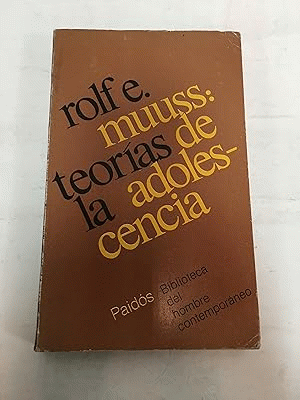 rolf e.
muuss:
teorías de
la adoles-
cencia
Paidós
Biblioteca
del
hombre
contemporáneo